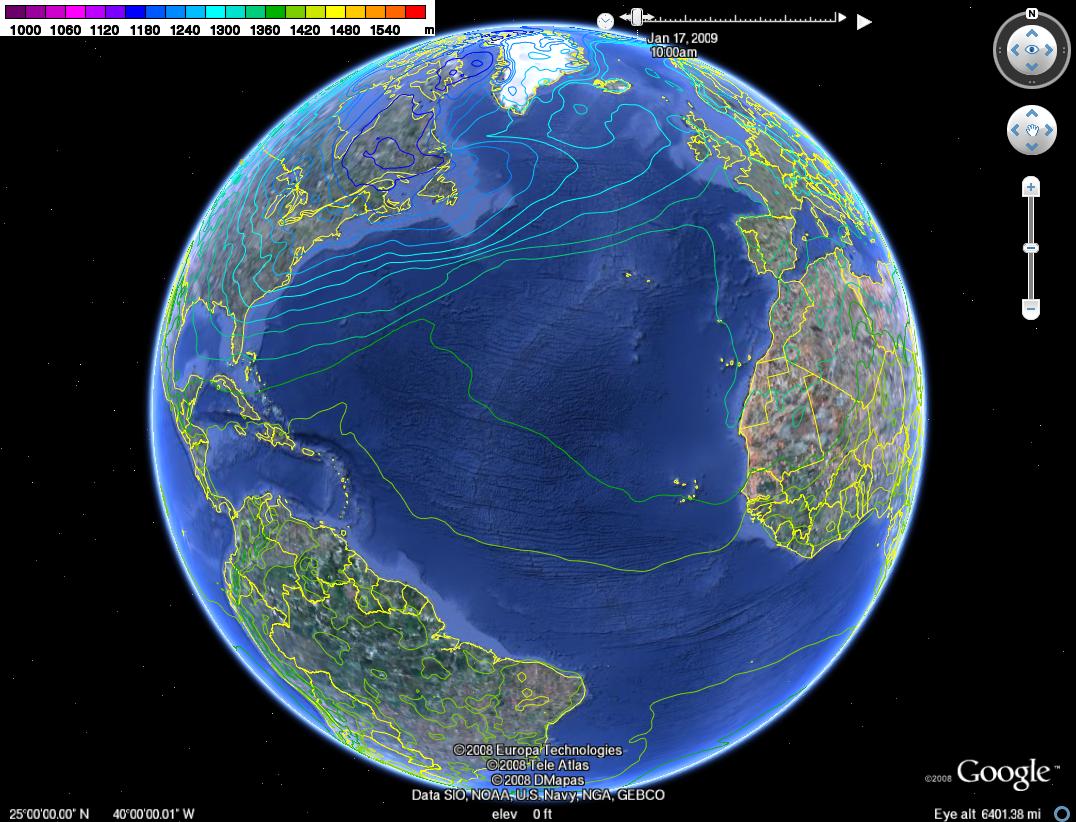 1000 1060 1120 1180 1240 1300 1360 1420 1480 1540 m
Jan 17, 2009
10:00am
N
©2008 Europa Technologies
©2008 Tele Atlas
© 2008 DMapas
Data SIO, NOAA, U.S. Navy, NGA, GEBCO
©2008 Google™
25°00'00.00" N 40°00'00.01" W elev 0 ft Eye alt 6401.38 mi